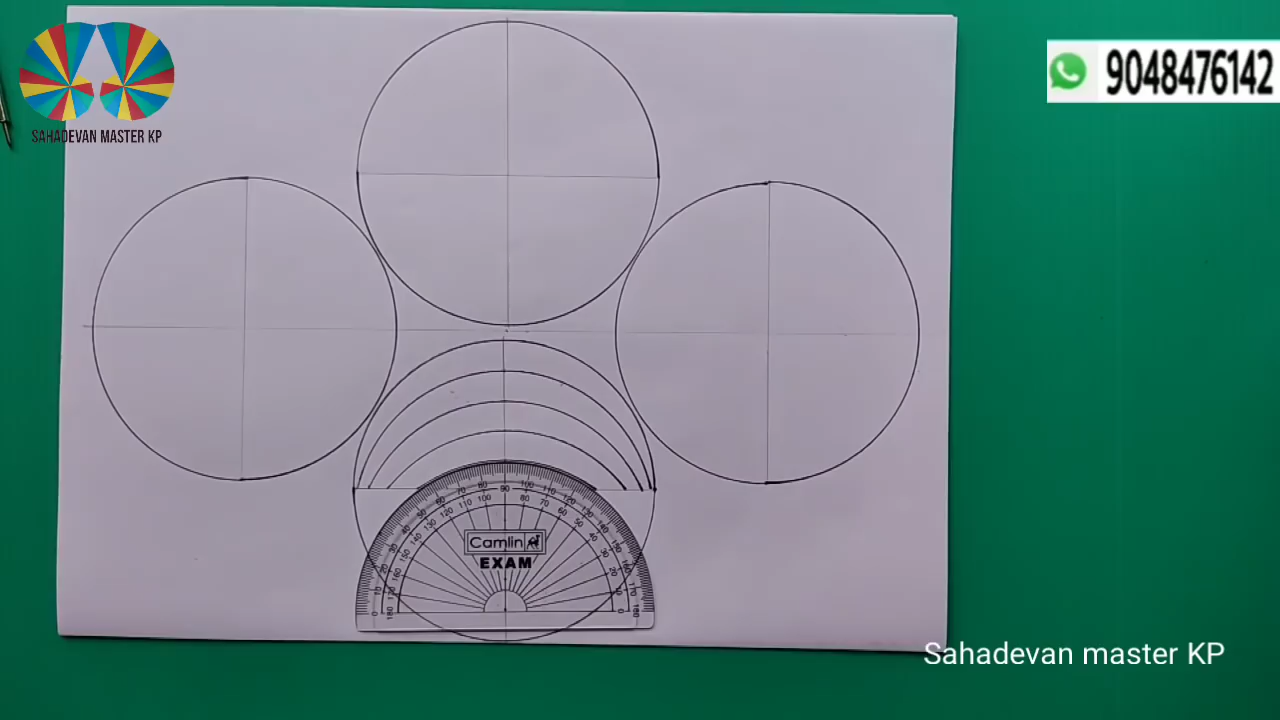 SAHADEVAN MASTER KP
9048476142
Camlin
EXAM
Sahadevan master KP